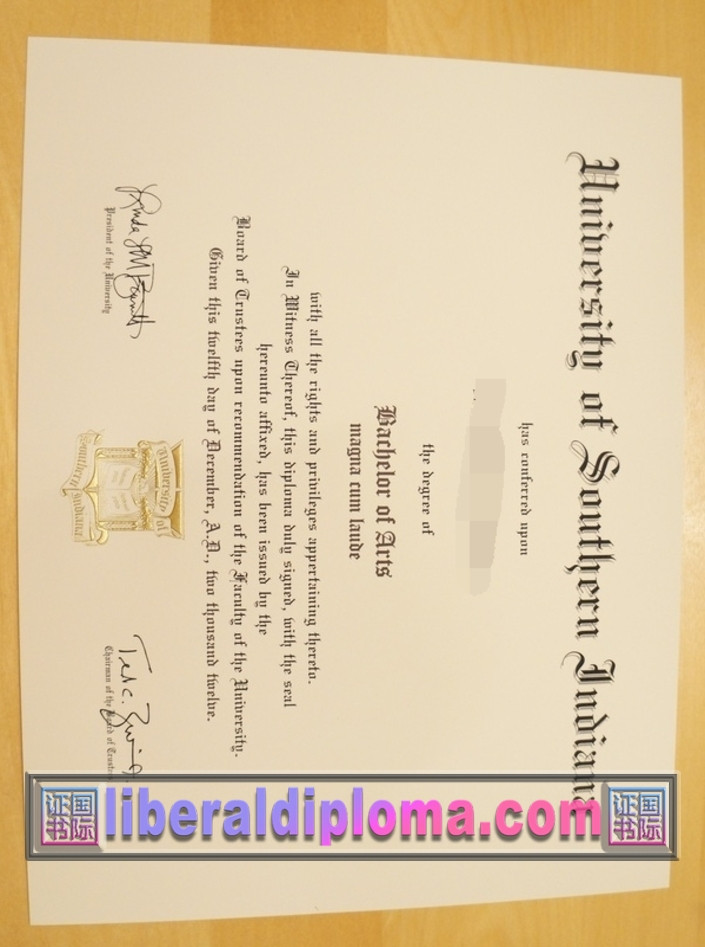 University of Southern Indiana
has conferred upon
the degree of
Bachelor of Arts
magna cum laude
with all the rights and privileges appertaining thereto.
In Witness Thereof, this diploma duly signed, with the seal
hereunto affixed, has been issued by the
Board of Trustees upon recommendation of the Faculty of the University.
Given this twelfth day of December, A.D., two thousand twelve.
President of the University
University of
Southern Indiana
Chairman of the Board of Trustees
国际证书
liberaldiploma.com
国际证书